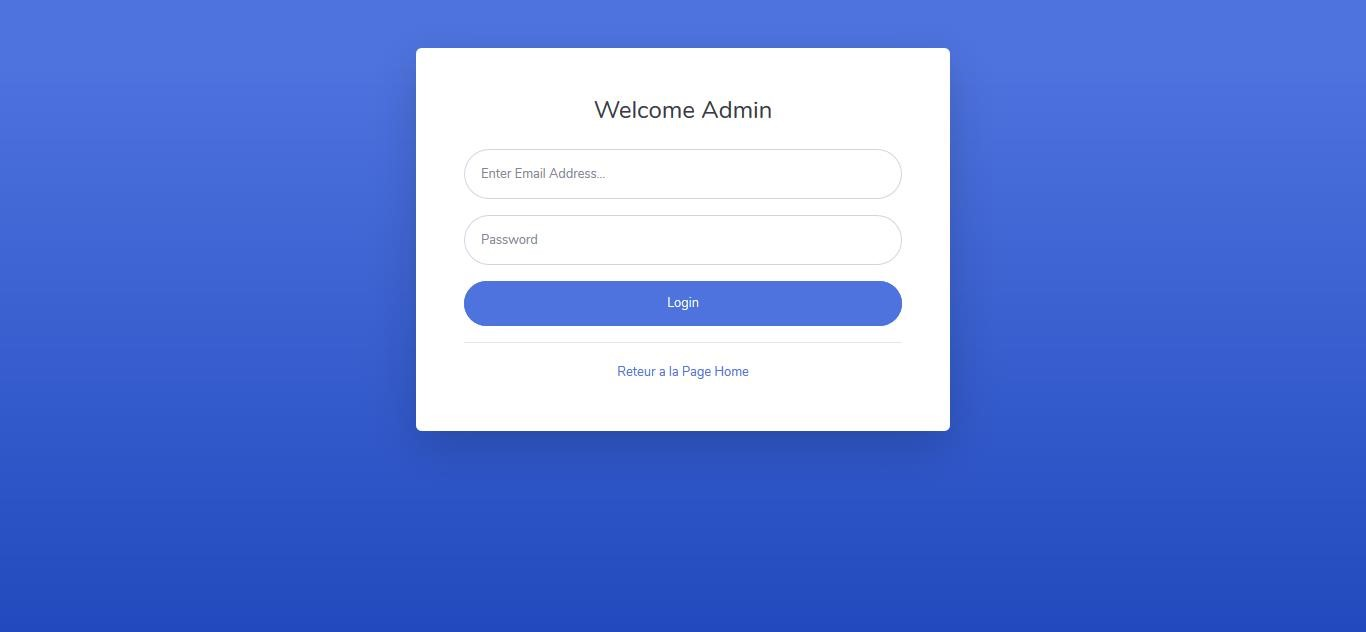 Welcome Admin
Enter Email Address...
Password
Login
Reteur a la Page Home